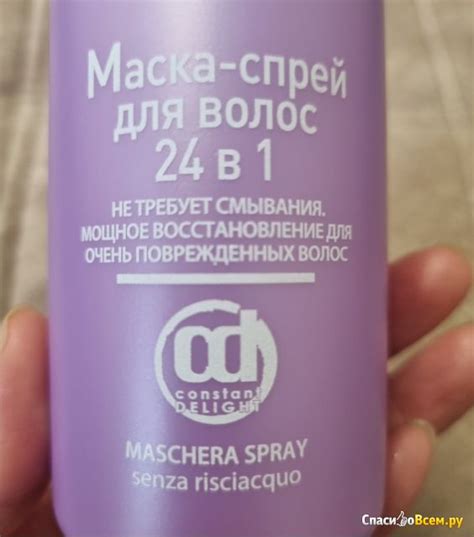 Маска-спрей
для волос
24 в 1
НЕ ТРЕБУЕТ СМЫВАНИЯ.
МОЩНОЕ ВОССТАНОВЛЕНИЕ ДЛЯ
ОЧЕНЬ ПОВРЕЖДЕННЫХ ВОЛОС
cd
constant
DELIGHT
MASCHERA SPRAY
senza risciacquo
СпасибоВсем.ру